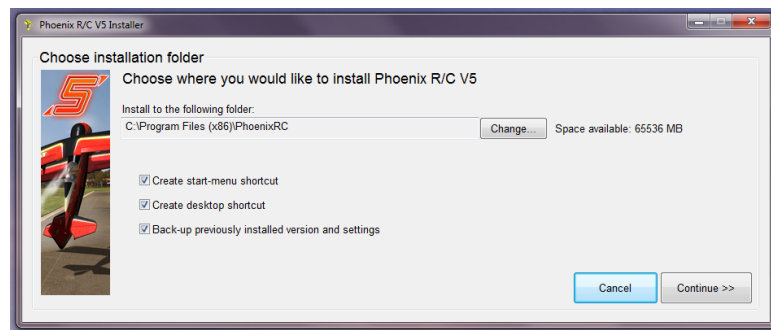 Phoenix R/C V5 Installer
Choose installation folder
Choose where you would like to install Phoenix R/C V5
Install to the following folder:
C:\Program Files (x86)\PhoenixRC
Change...
Space available: 65536 MB
Create start-menu shortcut
Create desktop shortcut
Back-up previously installed version and settings
Cancel
Continue >>
5